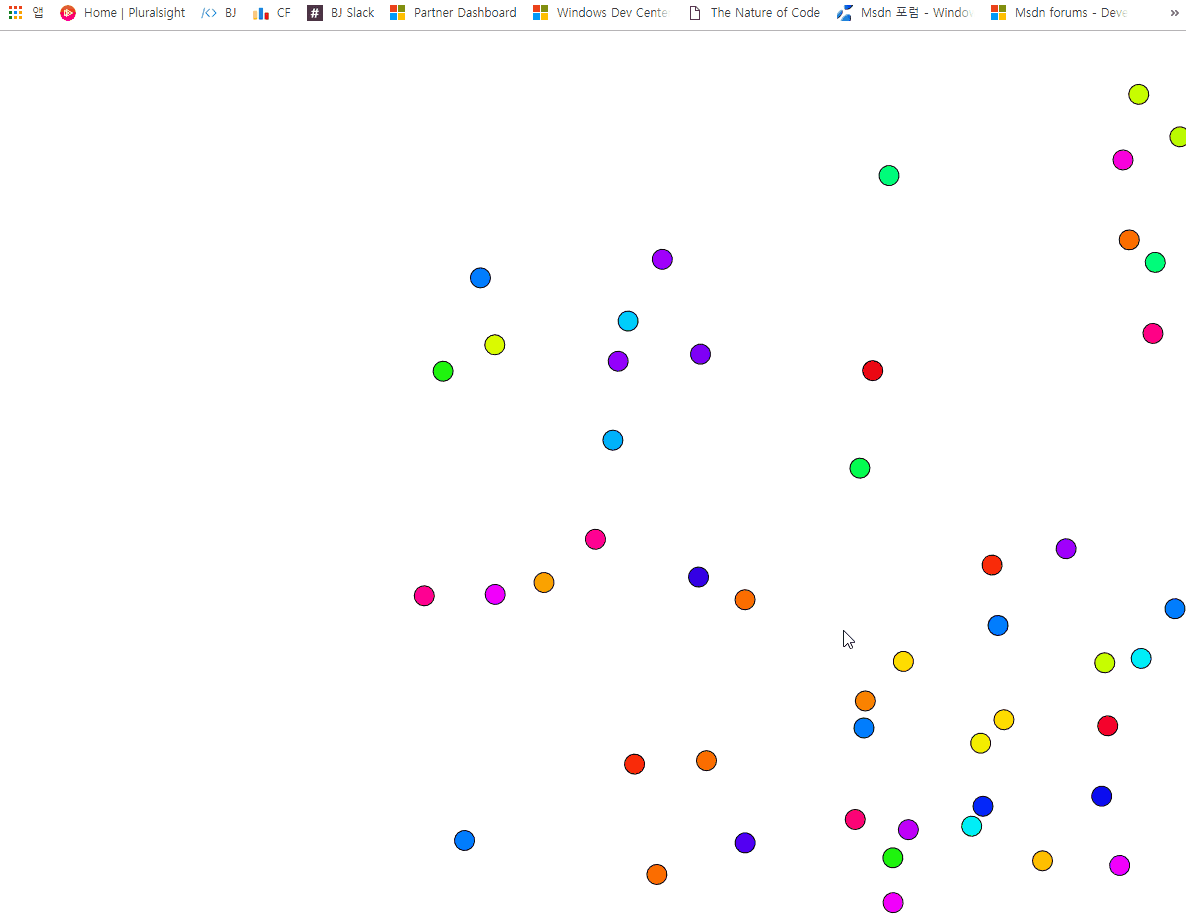 앱 Home | Pluralsight BJ CF BJ Slack Partner Dashboard Windows Dev Cente The Nature of Code Msdn 포럼 - Windo Msdn forums - Deve